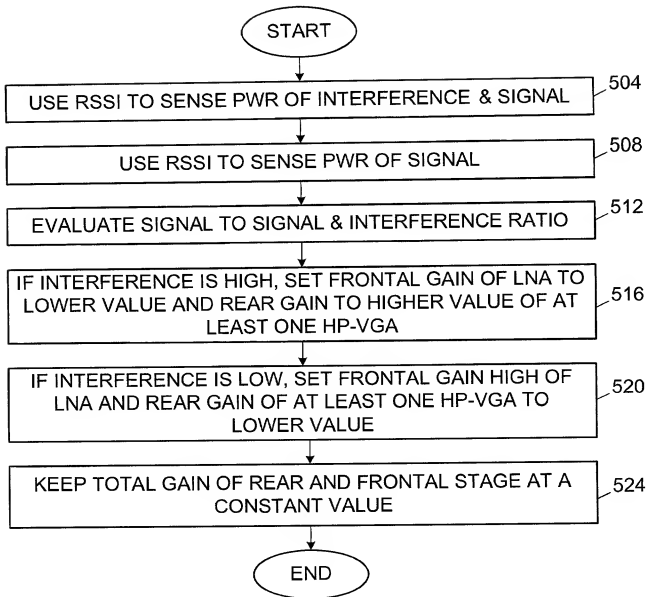 START
USE RSSI TO SENSE PWR OF INTERFERENCE & SIGNAL
504
USE RSSI TO SENSE PWR OF SIGNAL
508
EVALUATE SIGNAL TO SIGNAL & INTERFERENCE RATIO
512
IF INTERFERENCE IS HIGH, SET FRONTAL GAIN OF LNA TO
LOWER VALUE AND REAR GAIN TO HIGHER VALUE OF AT
LEAST ONE HP-VGA
516
IF INTERFERENCE IS LOW, SET FRONTAL GAIN HIGH OF
LNA AND REAR GAIN OF AT LEAST ONE HP-VGA TO
LOWER VALUE
520
KEEP TOTAL GAIN OF REAR AND FRONTAL STAGE AT A
CONSTANT VALUE
524
END